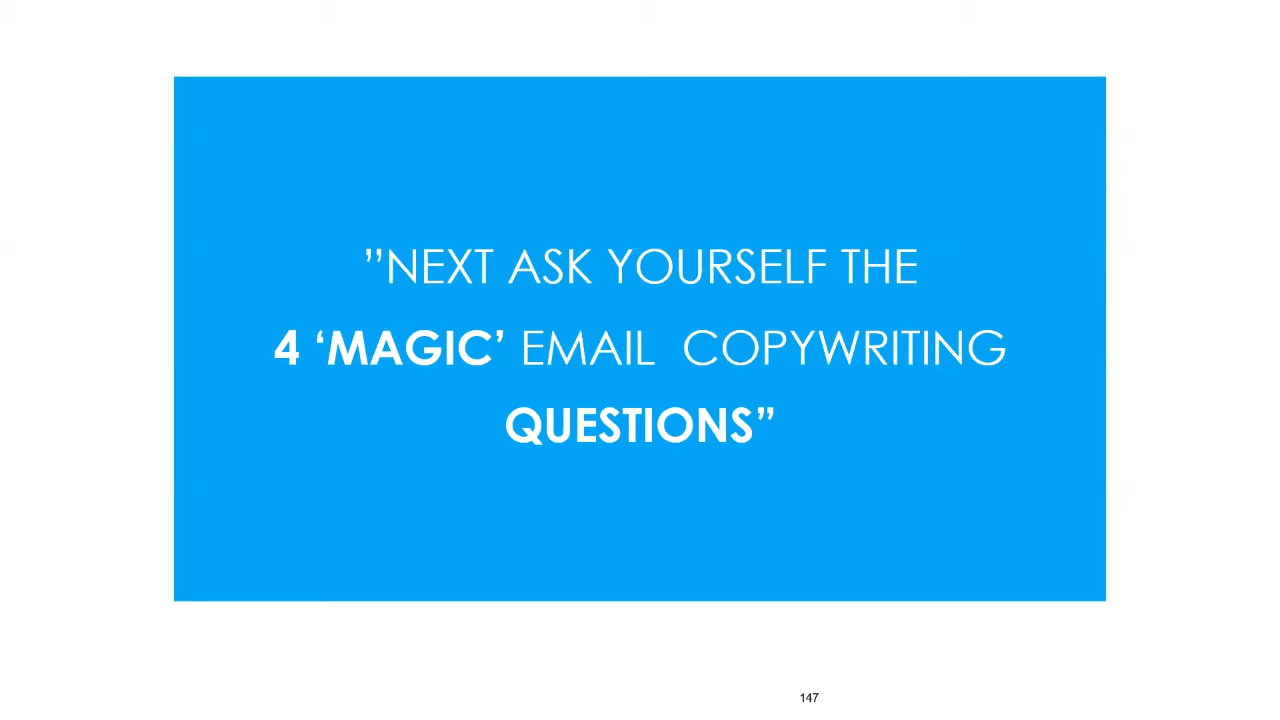 ”NEXT ASK YOURSELF THE
4 ‘MAGIC’ EMAIL  COPYWRITING
QUESTIONS”
147